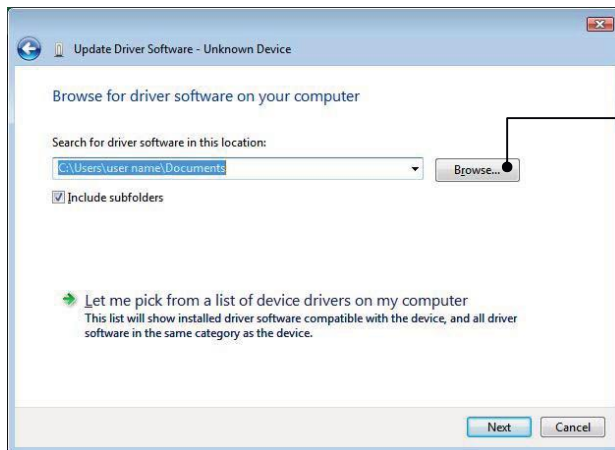 Update Driver Software - Unknown Device
Browse for driver software on your computer
Search for driver software in this location:
C:\Users\user name\Documents
Browse...
Include subfolders
Let me pick from a list of device drivers on my computer
This list will show installed driver software compatible with the device, and all driver
software in the same category as the device.
Next
Cancel